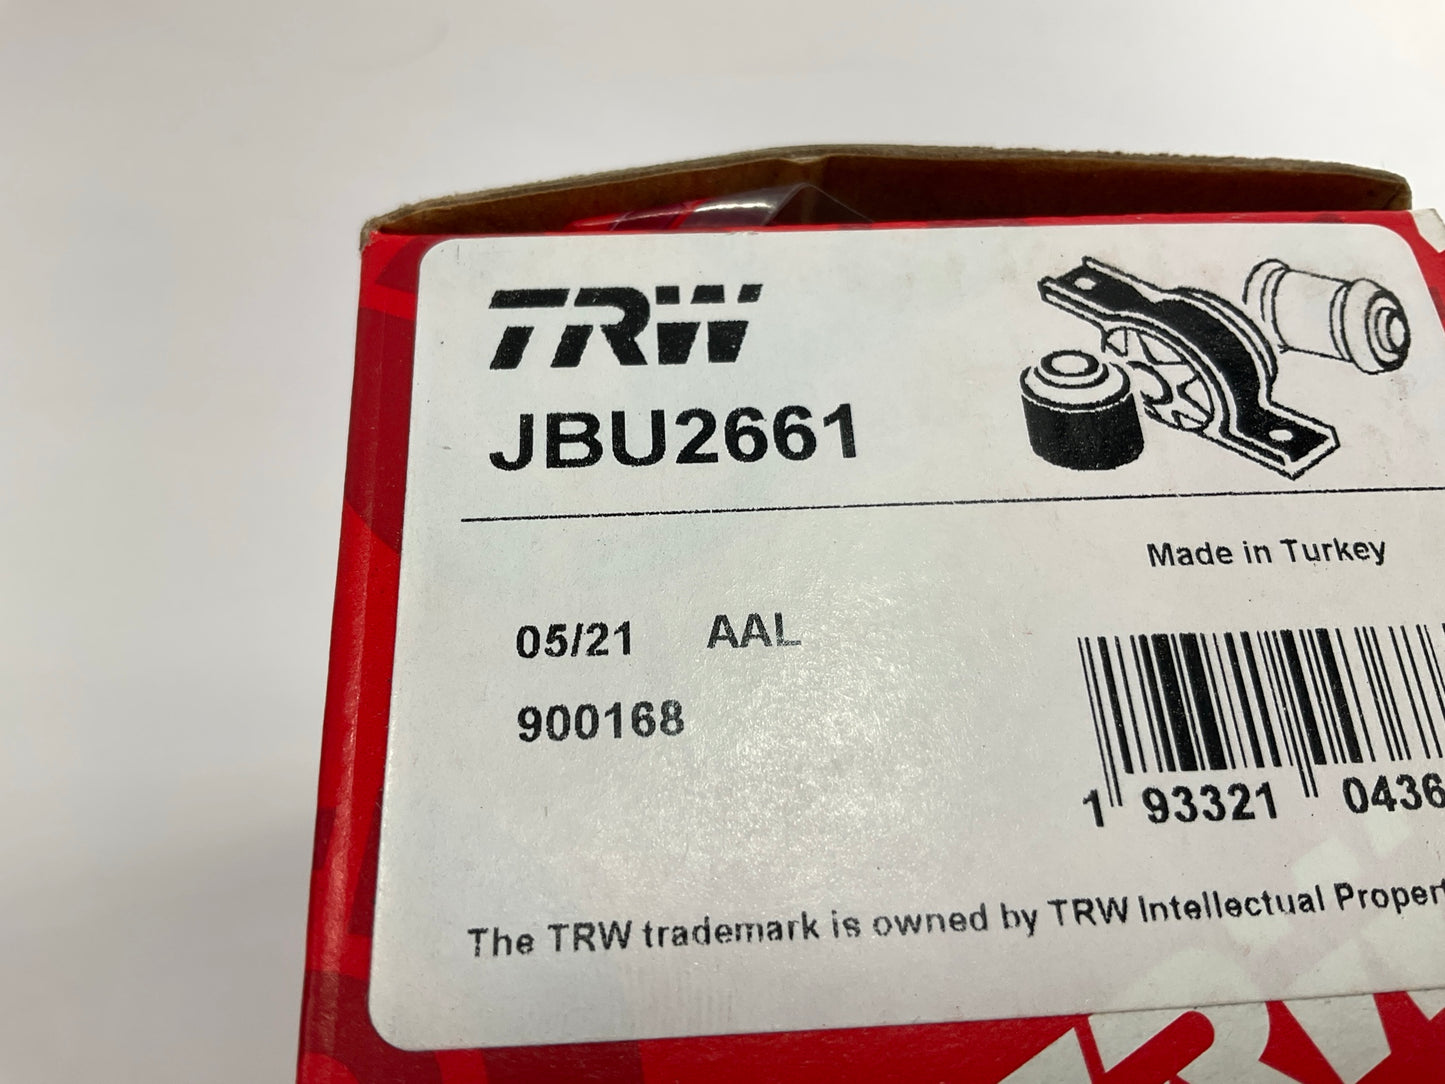 TRW
JBU2661
Made in Turkey
05/21 AAL
900168
1 93321 0436
The TRW trademark is owned by TRW Intellectual